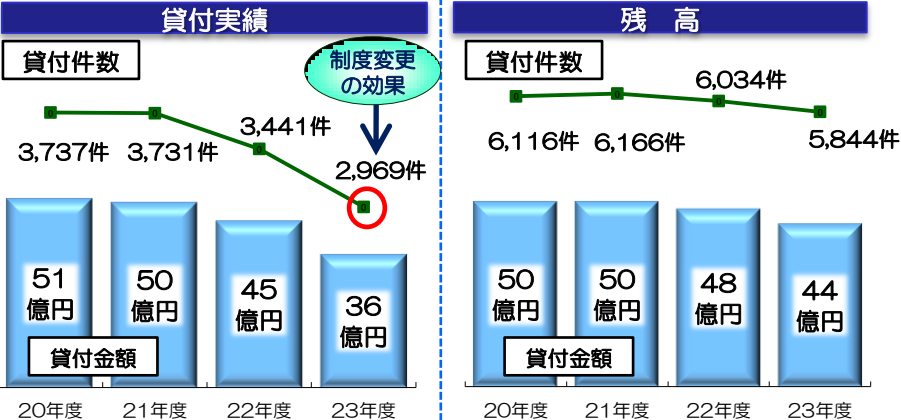 貸付実績
貸付件数
制度変更
の効果
3,737件
3,731件
3,441件
2,969件
51
億円
50
億円
45
億円
36
億円
貸付金額
20年度
21年度
22年度
23年度
残　高
貸付件数
6,116件
6,166件
6,034件
5,844件
50
億円
50
億円
48
億円
44
億円
貸付金額
20年度
21年度
22年度
23年度